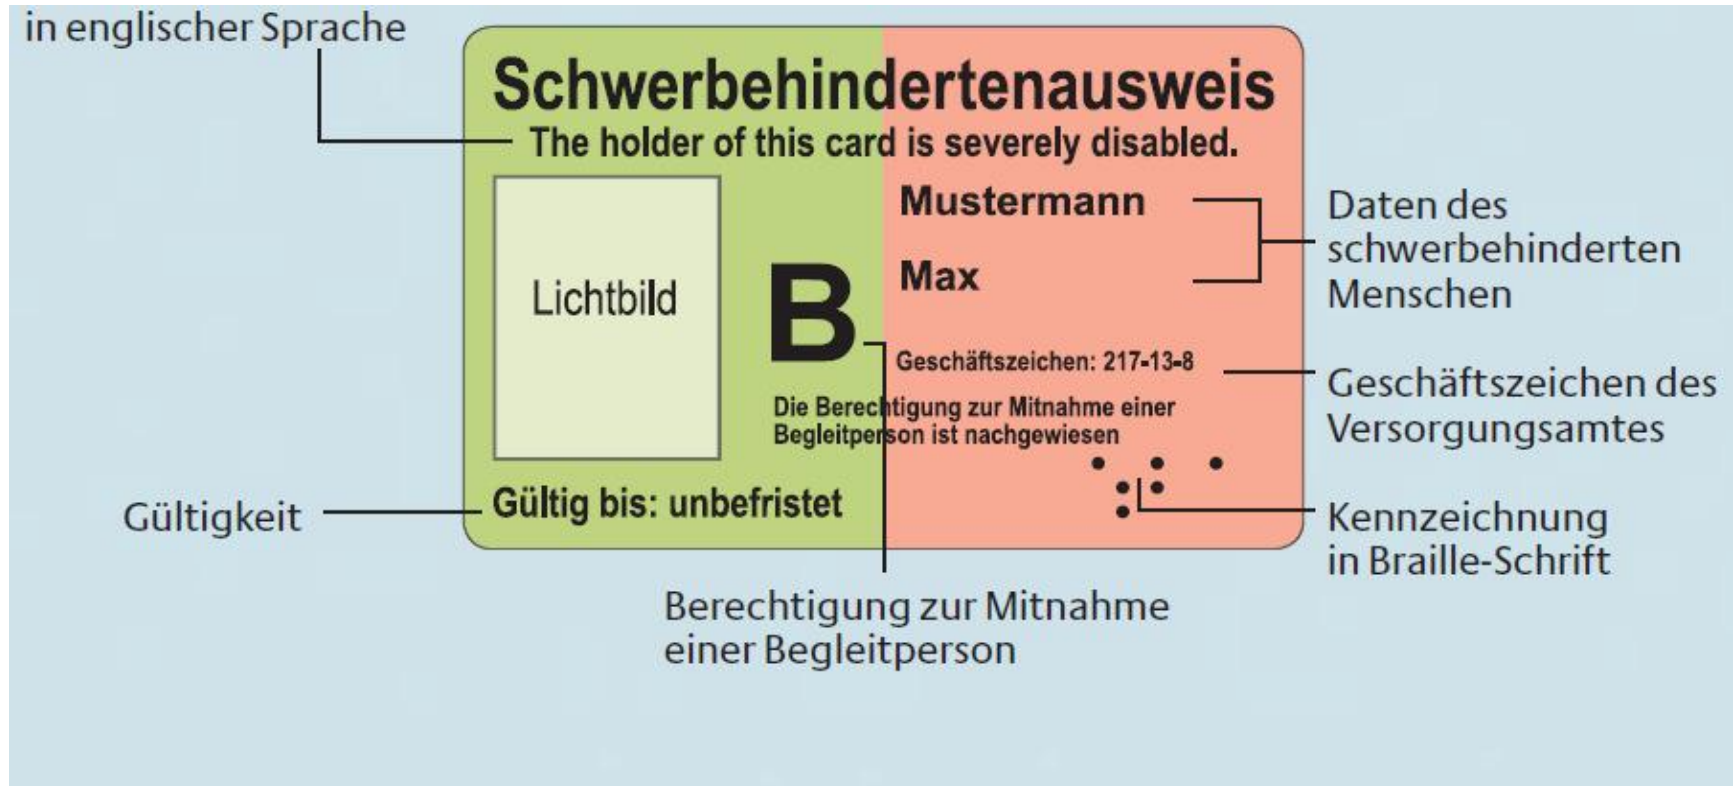 in englischer Sprache
Schwerbehindertenausweis
The holder of this card is severely disabled.
Mustermann
Max
Daten des
schwerbehinderten
Menschen
Lichtbild
B
Geschäftszeichen: 217-13-8
Geschäftszeichen des
Versorgungsamtes
Die Berechtigung zur Mitnahme einer
Begleitperson ist nachgewiesen
Gültigkeit
Gültig bis: unbefristet
Kennzeichnung
in Braille-Schrift
Berechtigung zur Mitnahme
einer Begleitperson